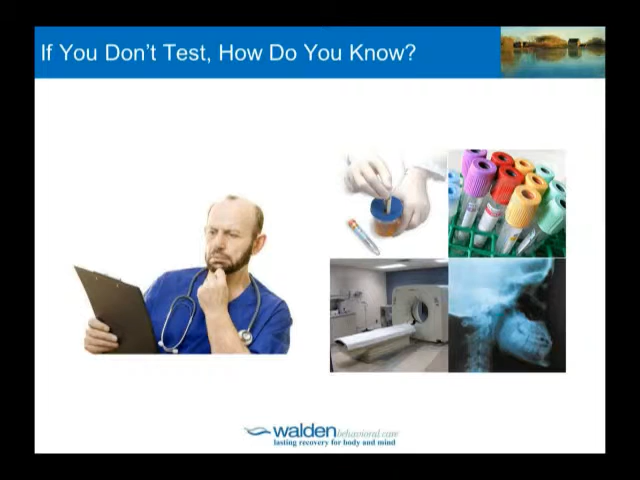 If You Don't Test, How Do You Know?
walden behavioral care
lasting recovery for body and mind